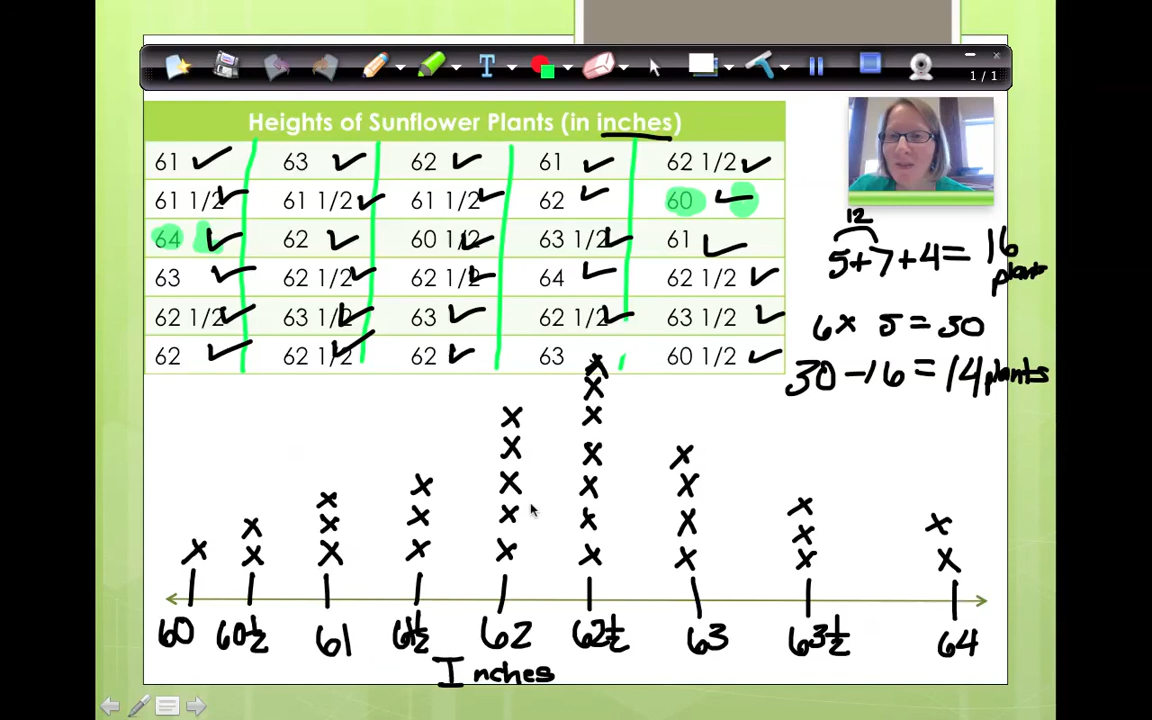 1 / 1
Heights of Sunflower Plants (in inches)
61 63 62 61 62 1/2
61 1/2 61 1/2 61 1/2 62 60
64 62 60 1/2 63 1/2 61
63 62 1/2 62 1/2 64 62 1/2
62 1/2 63 1/2 63 62 1/2 63 1/2
62 62 1/2 62 63 60 1/2
12
5+7+4= 16
plants
6x 5=30
30-16=14 plants
x x x x x x x
x x x x x x x x x x x x x x x x x x x x x x x
60 60½ 61 61½ 62 62½ 63 63½ 64
Inches